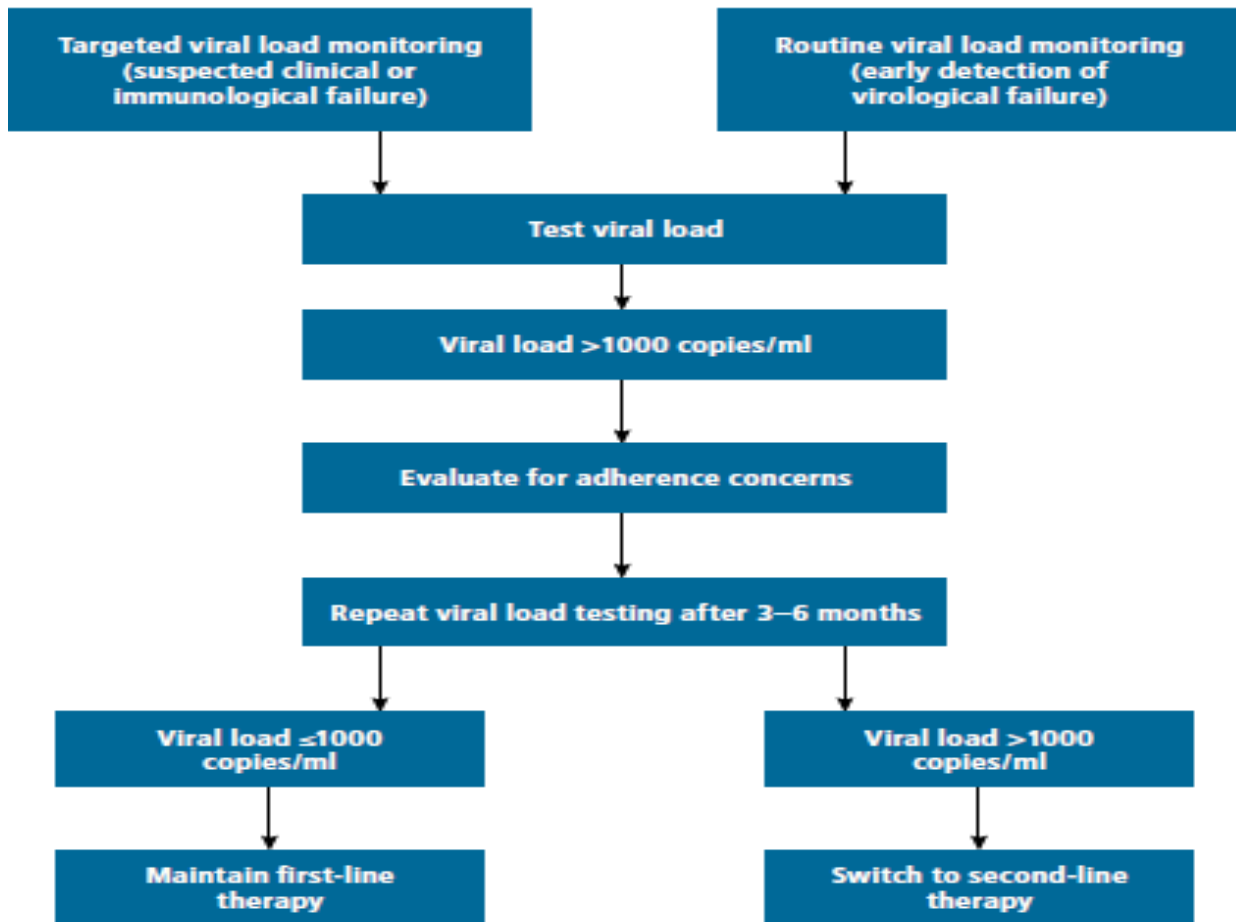 Targeted viral load monitoring
(suspected clinical or
immunological failure)
Routine viral load monitoring
(early detection of
virological failure)
Test viral load
Viral load >1000 copies/ml
Evaluate for adherence concerns
Repeat viral load testing after 3–6 months
Viral load ≤1000
copies/ml
Viral load >1000
copies/ml
Maintain first-line
therapy
Switch to second-line
therapy